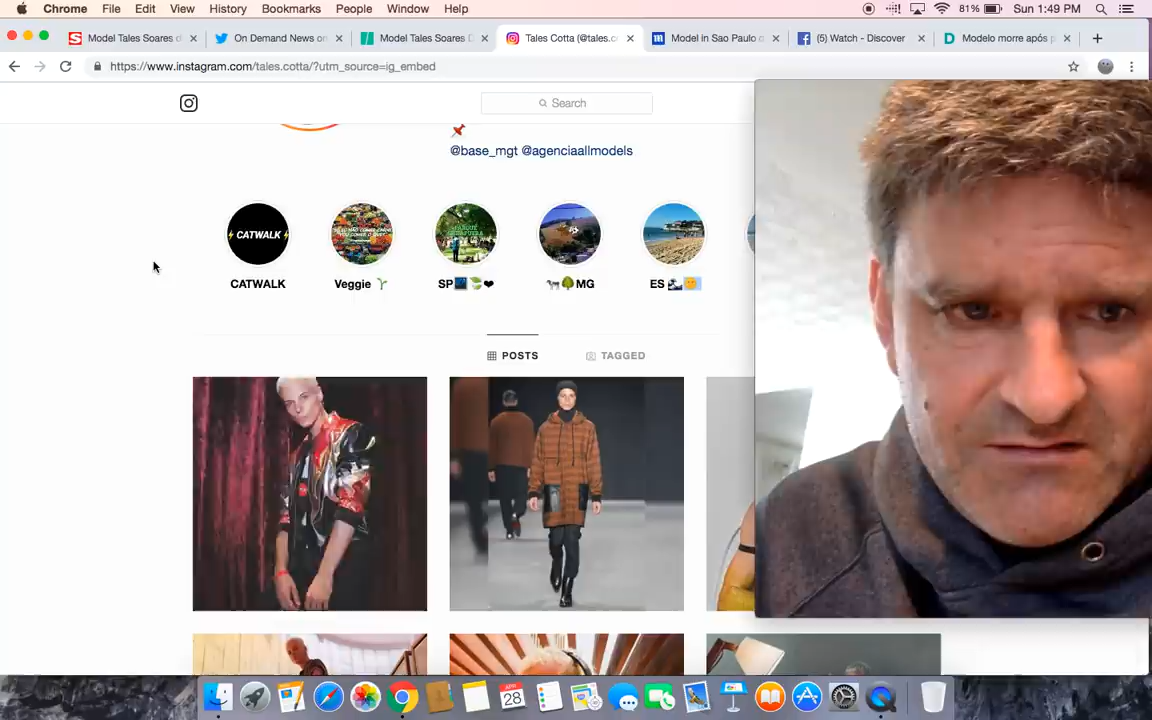 Chrome File Edit View History Bookmarks People Window Help 81% Sun 1:49 PM
Model Tales Soares d
On Demand News on
Model Tales Soares D
Tales Cotta (@tales.c
Model in Sao Paulo d
(5) Watch - Discover
Modelo morre após p
https://www.instagram.com/tales.cotta/?utm_source=ig_embed
Search
@base_mgt @agenciaallmodels
CATWALK
CATWALK Veggie SP MG ES
POSTS TAGGED
APR
28